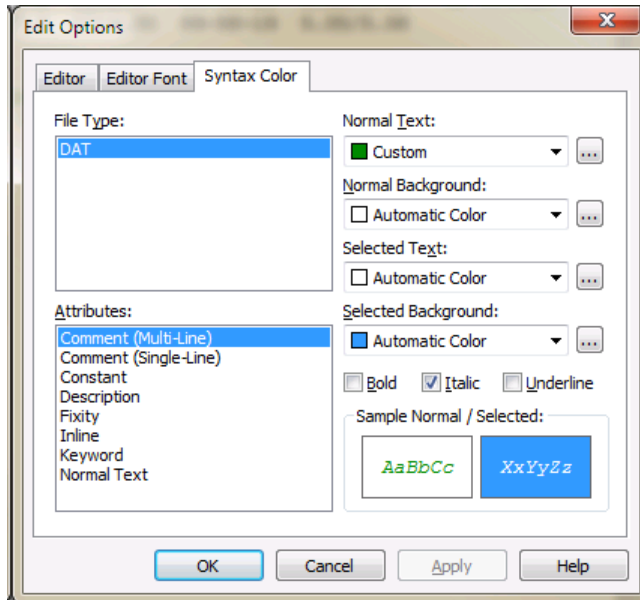 Edit Options
Editor
Editor Font
Syntax Color
File Type:
DAT
Normal Text:
Custom
...
Normal Background:
Automatic Color
...
Selected Text:
Automatic Color
...
Attributes:
Comment (Multi-Line)
Comment (Single-Line)
Constant
Description
Fixity
Inline
Keyword
Normal Text
Selected Background:
Automatic Color
...
Bold
Italic
Underline
Sample Normal / Selected:
AaBbCc
XxYyZz
OK
Cancel
Apply
Help